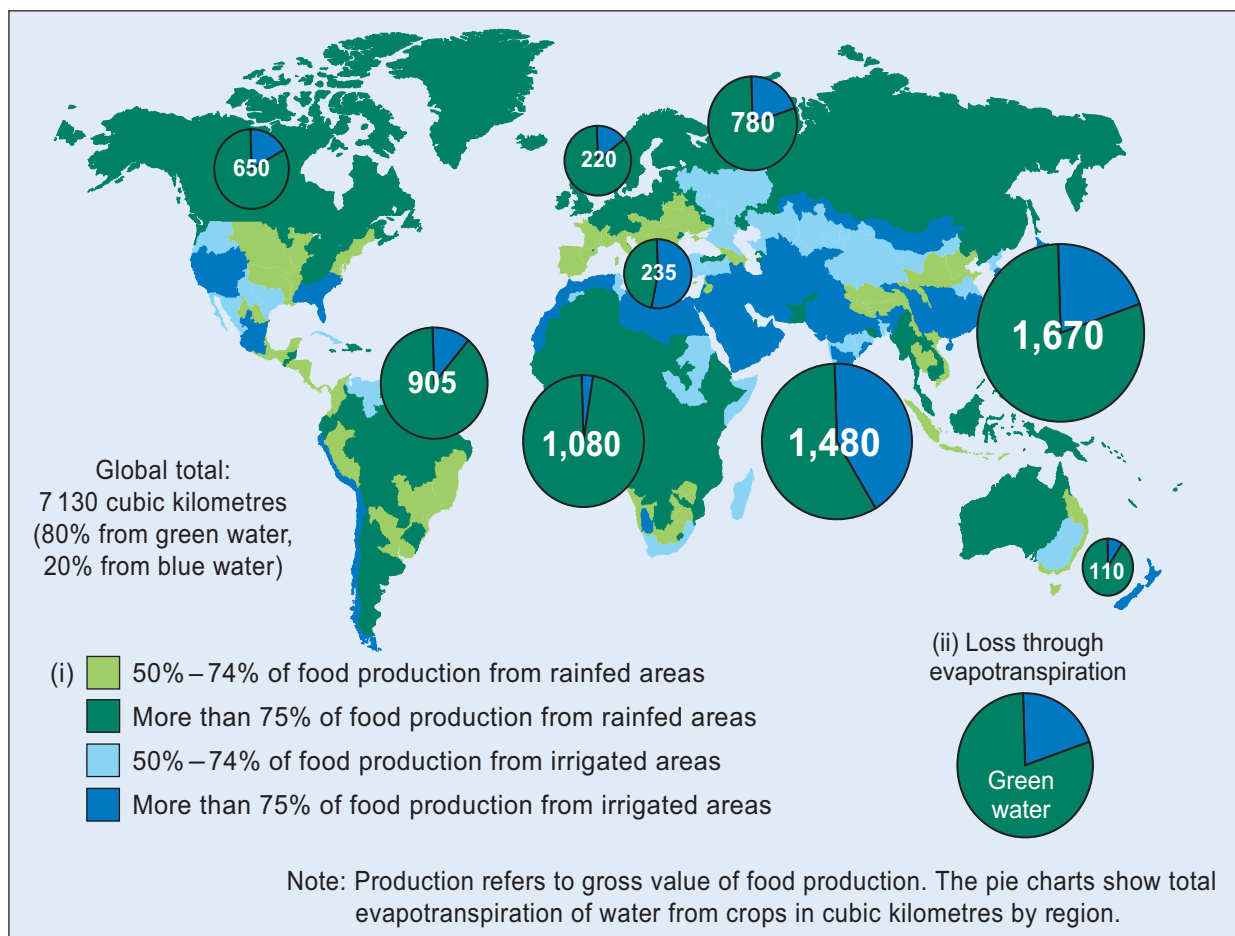 780
220
650
235
1,670
905
1,080
1,480
Global total:
7 130 cubic kilometres
(80% from green water,
20% from blue water)
110
(i) 50%–74% of food production from rainfed areas
More than 75% of food production from rainfed areas
50%–74% of food production from irrigated areas
More than 75% of food production from irrigated areas
(ii) Loss through
evapotranspiration
Green
water
Note: Production refers to gross value of food production. The pie charts show total
evapotranspiration of water from crops in cubic kilometres by region.